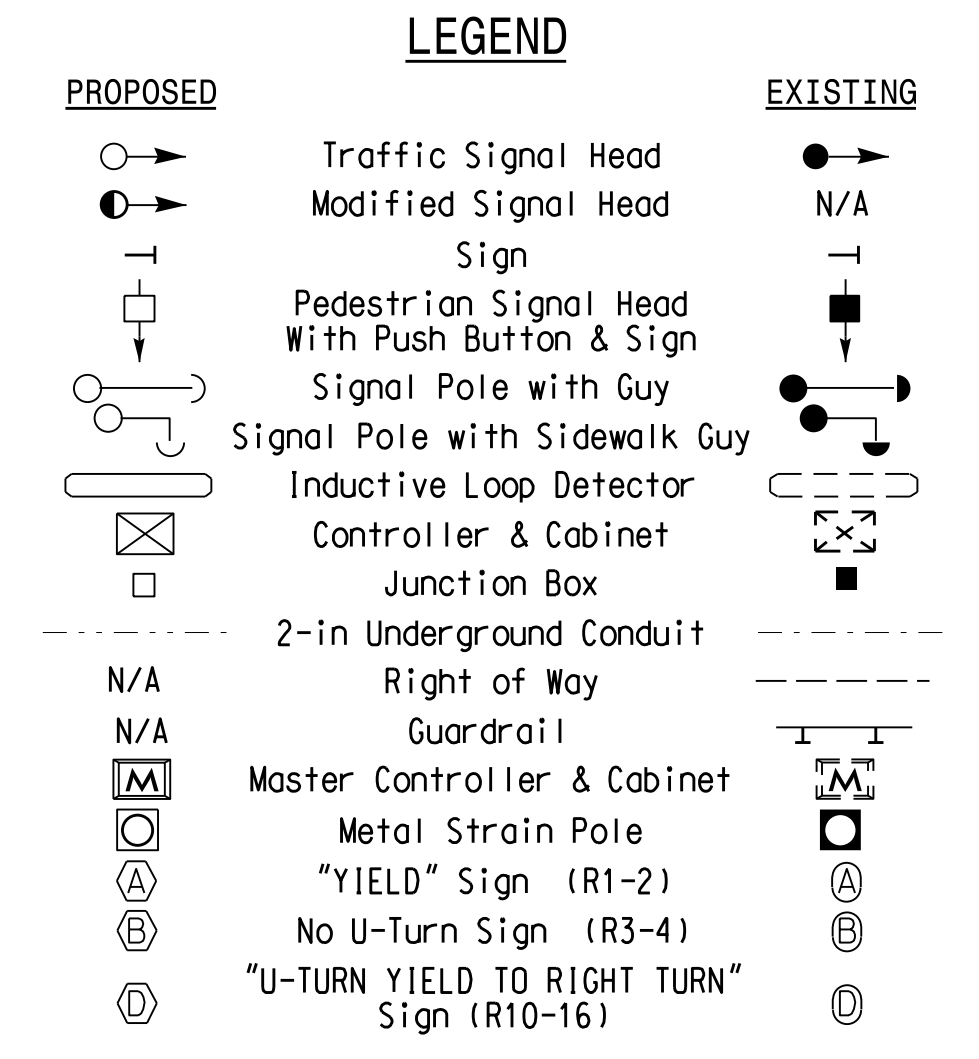 LEGEND
PROPOSED EXISTING
Traffic Signal Head
Modified Signal Head N/A
Sign
Pedestrian Signal Head
With Push Button & Sign
Signal Pole with Guy
Signal Pole with Sidewalk Guy
Inductive Loop Detector
Controller & Cabinet
Junction Box
2-in Underground Conduit
N/A Right of Way
N/A Guardrail
M Master Controller & Cabinet M
Metal Strain Pole
A "YIELD" Sign (R1-2) A
B No U-Turn Sign (R3-4) B
"U-TURN YIELD TO RIGHT TURN"
D Sign (R10-16) D